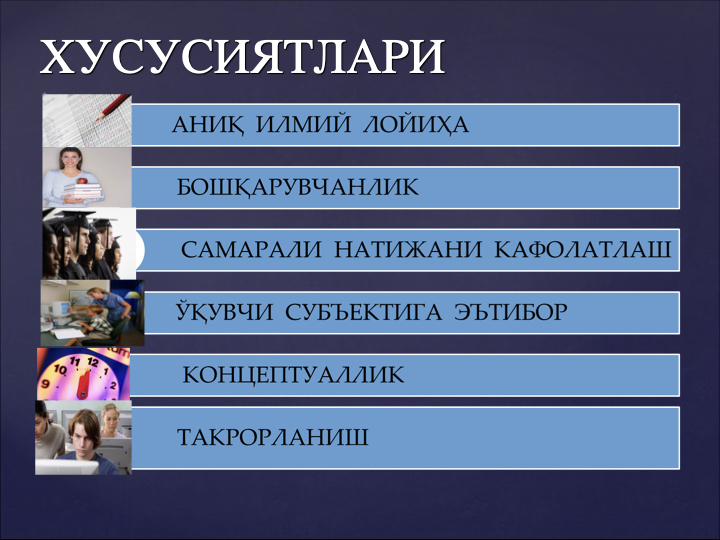 ХУСУСИЯТЛАРИ
АНИҚ ИЛМИЙ ЛОЙИҲА
БОШҚАРУВЧАНЛИК
САМАРАЛИ НАТИЖАНИ КАФОЛАТЛАШ
ЎҚУВЧИ СУБЪЕКТИГА ЭЪТИБОР
КОНЦЕПТУАЛЛИК
ТАКРОРЛАНИШ